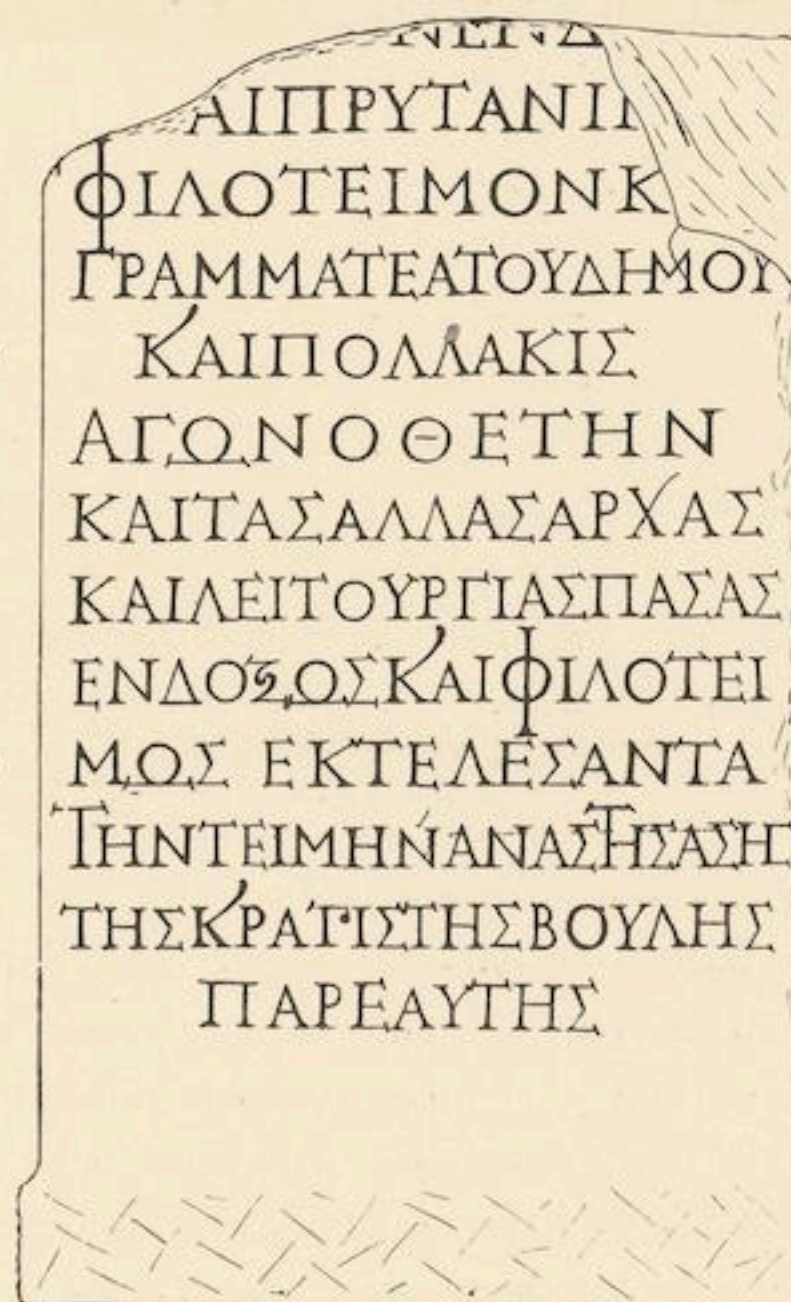 ΑΙΠΡΥΤΑΝΙ
ΦΙΛΟΤΕΙΜΟΝΚ
ΓΡΑΜΜΑΤΕΑΤΟΥΔΗΜΟΥ
ΚΑΙΠΟΛΛΑΚΙΣ
ΑΓΩΝΟΘΕΤΗΝ
ΚΑΙΤΑΣΑΛΛΑΣΑΡΧΑΣ
ΚΑΙΛΕΙΤΟΥΡΓΙΑΣΠΑΣΑΣ
ΕΝΔΟΞΩΣΚΑΙΦΙΛΟΤΕΙ
ΜΩΣ ΕΚΤΕΛΕΣΑΝΤΑ
ΤΗΝΤΕΙΜΗΝΑΝΑΣΤΗΣΑΣΗΣ
ΤΗΣΚΡΑΤΙΣΤΗΣΒΟΥΛΗΣ
ΠΑΡΕΑΥΤΗΣ